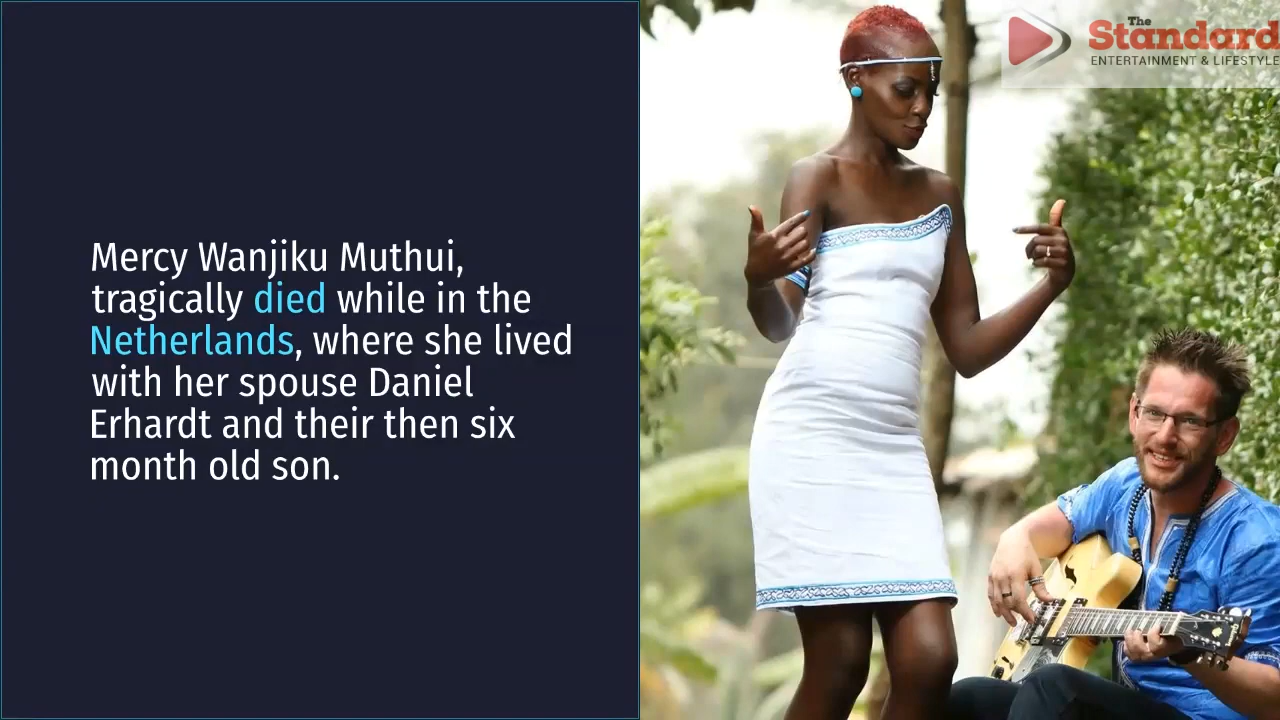 Mercy Wanjiku Muthui,
tragically died while in the
Netherlands, where she lived
with her spouse Daniel
Erhardt and their then six
month old son.
The
Standard
ENTERTAINMENT & LIFESTYLE